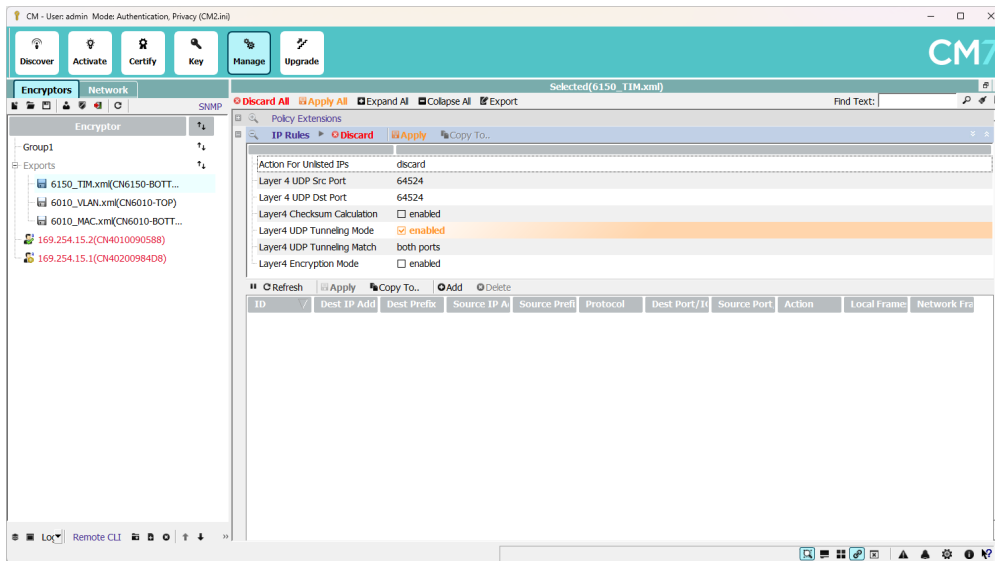 CM - User: admin Mode: Authentication, Privacy (CM2.ini)
Discover Activate Certify Key Manage Upgrade
CM7
Encryptors Network
Selected(6150_TIM.xml)
SNMP
Discard All Apply All Expand All Collapse All Export Find Text:
Encryptor
Policy Extensions
Group1
IP Rules Discard Apply Copy To..
Exports
6150_TIM.xml(CN6150-BOTT...
6010_VLAN.xml(CN6010-TOP)
6010_MAC.xml(CN6010-BOTT...
169.254.15.2(CN4010090588)
169.254.15.1(CN40200984D8)
Action For Unlisted IPs discard
Layer 4 UDP Src Port 64524
Layer 4 UDP Dst Port 64524
Layer4 Checksum Calculation enabled
Layer4 UDP Tunneling Mode enabled
Layer4 UDP Tunneling Match both ports
Layer4 Encryption Mode enabled
Refresh Apply Copy To.. Add Delete
ID Dest IP Add Dest Prefix Source IP A Source Prefi Protocol Dest Port/I Source Port Action Local Frame Network Fra
Log Remote CLI